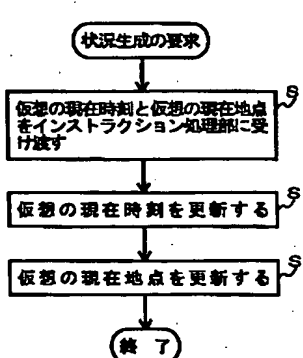 状況生成の要求
S
仮想の現在時刻と仮想の現在地点
をインストラクション処理部に受
け渡す
S
仮想の現在時刻を更新する
S
仮想の現在地点を更新する
終 了